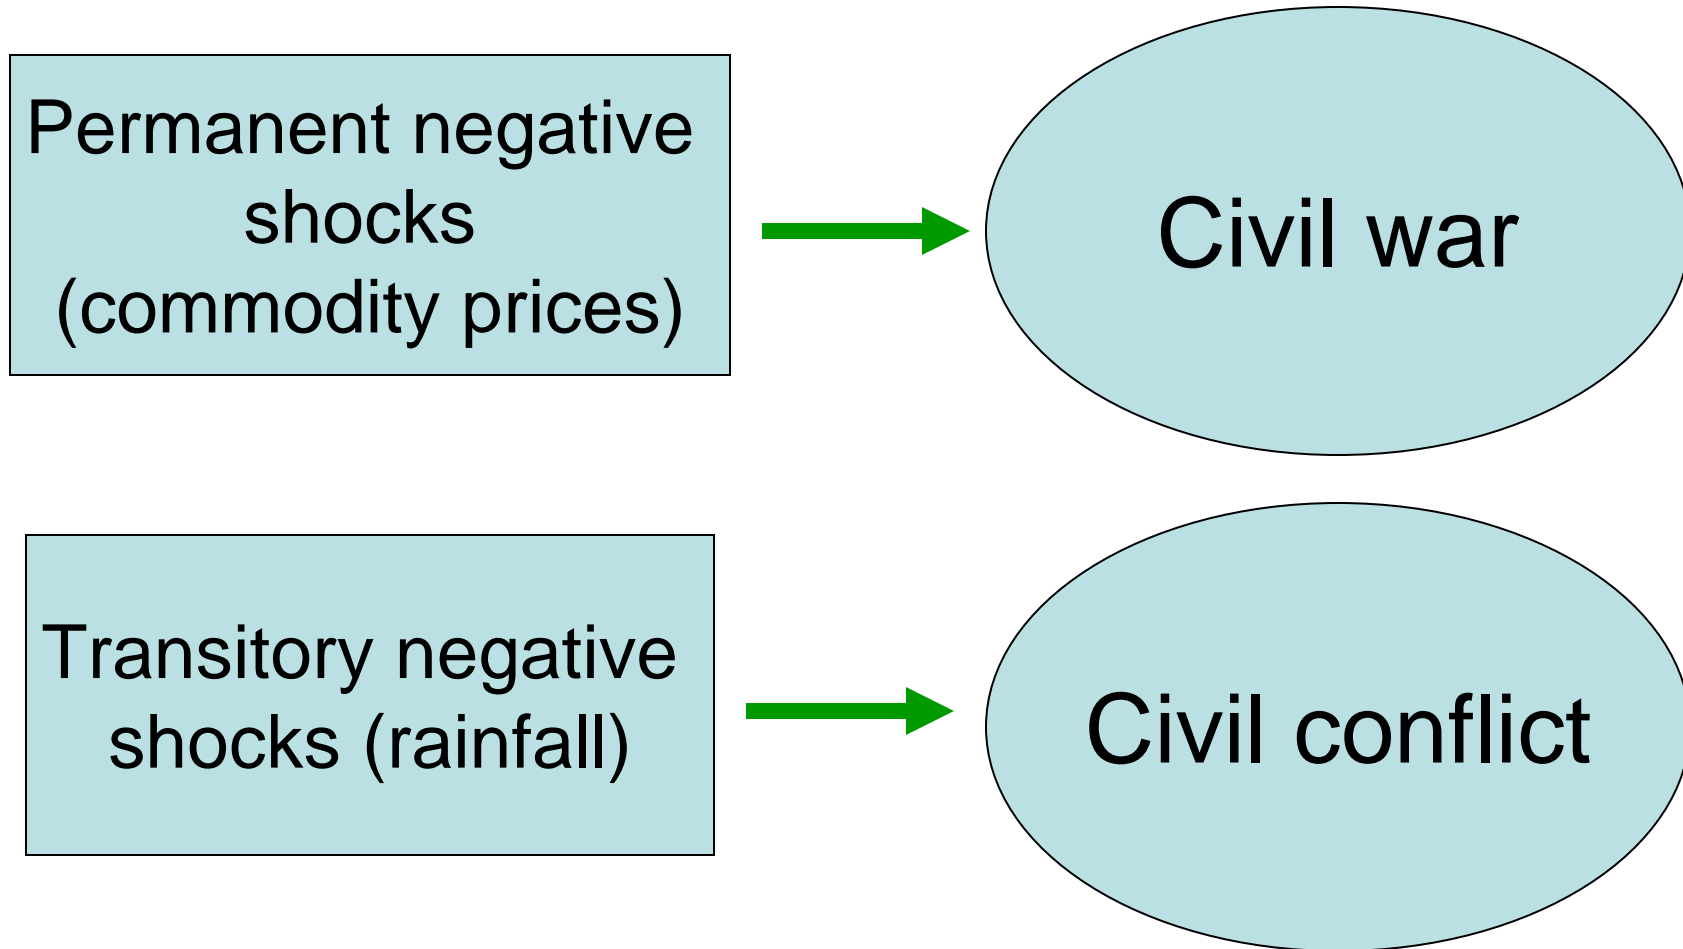 Permanent negative
shocks
(commodity prices)
Civil war
Transitory negative
shocks (rainfall)
Civil conflict